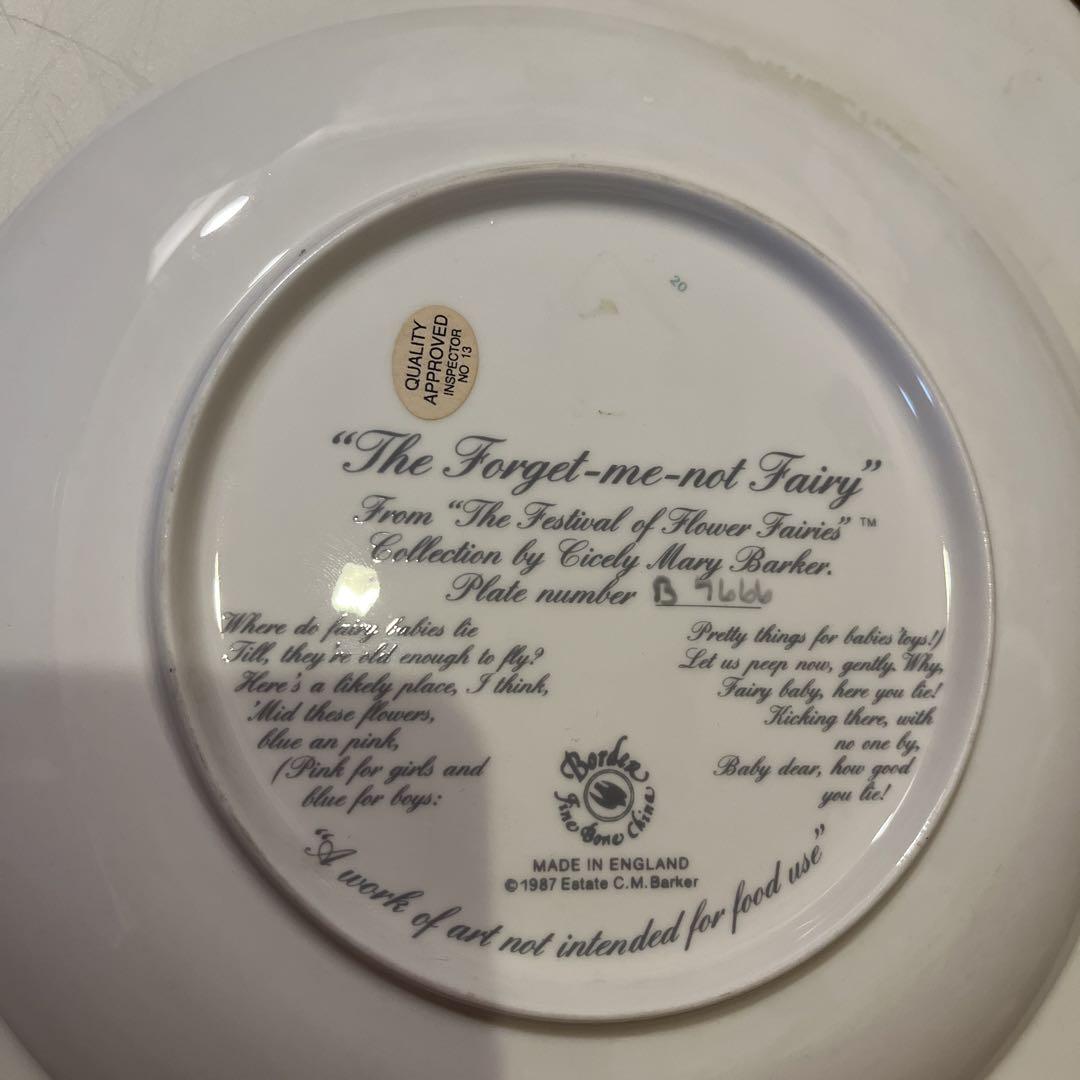 20
QUALITY
APPROVED
INSPECTOR
NO 13
“The Forget-me-not Fairy”
From “The Festival of Flower Fairies” ™
Collection by Cicely Mary Barker.
Plate number B 7666
Where do fairy babies lie
Till, they're old enough to fly?
Here's a likely place, I think,
'Mid these flowers,
blue an pink,
(Pink for girls and
blue for boys:
Pretty things for babies' toys!)
Let us peep now, gently. Why,
Fairy baby, here you lie!
Kicking there, with
no one by,
Baby dear, how good
you lie!
Border
Fine Bone China
MADE IN ENGLAND
©1987 Estate C.M.Barker
“A work of art not intended for food use”